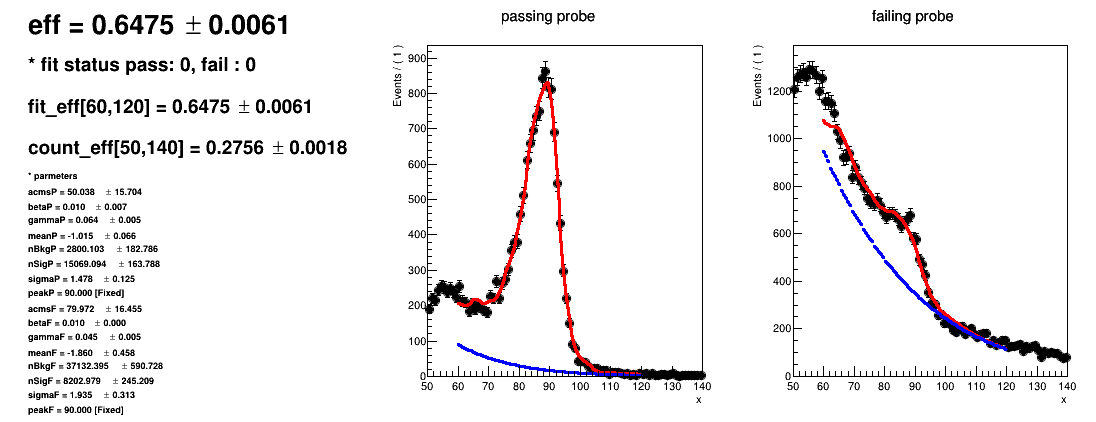 eff = 0.6475 ± 0.0061
* fit status pass: 0, fail : 0
fit_eff[60,120] = 0.6475 ± 0.0061
count_eff[50,140] = 0.2756 ± 0.0018
* parmeters
acmsP = 50.038 ± 15.704
betaP = 0.010 ± 0.007
gammaP = 0.064 ± 0.005
meanP = -1.015 ± 0.066
nBkgP = 2800.103 ± 182.786
nSigP = 15069.094 ± 163.788
sigmaP = 1.478 ± 0.125
peakP = 90.000 [Fixed]
acmsF = 79.972 ± 16.455
betaF = 0.010 ± 0.000
gammaF = 0.045 ± 0.005
meanF = -1.860 ± 0.458
nBkgF = 37132.395 ± 590.728
nSigF = 8202.979 ± 245.209
sigmaF = 1.935 ± 0.313
peakF = 90.000 [Fixed]
passing probe
Events / ( 1 )
900
800
700
600
500
400
300
200
100
0
50 60 70 80 90 100 110 120 130 140
x
failing probe
Events / ( 1 )
1200
1000
800
600
400
200
0
50 60 70 80 90 100 110 120 130 140
x